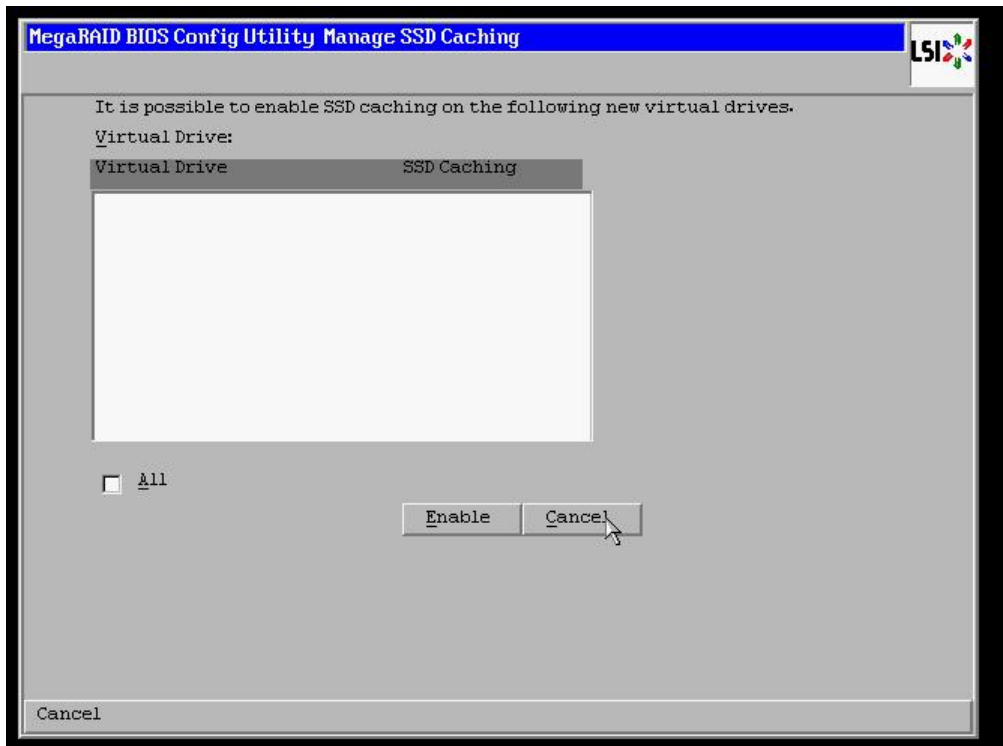 MegaRAID BIOS Config Utility Manage SSD Caching
LSI
It is possible to enable SSD caching on the following new virtual drives.
Virtual Drive:
Virtual Drive SSD Caching
All
Enable Cancel
Cancel